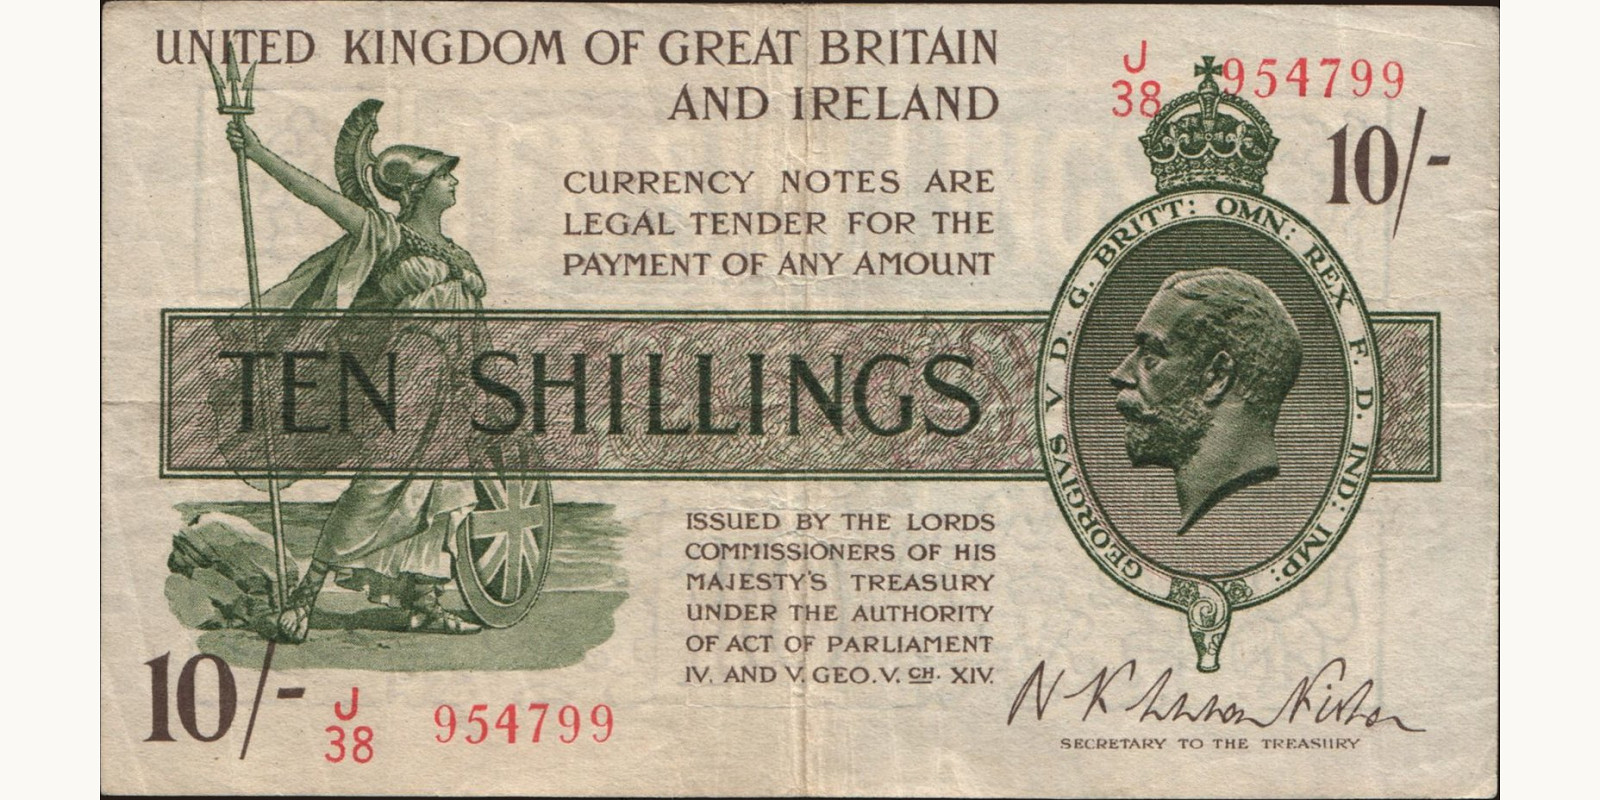 UNITED KINGDOM OF GREAT BRITAIN
AND IRELAND
J
38
954799
10/-
CURRENCY NOTES ARE
LEGAL TENDER FOR THE
PAYMENT OF ANY AMOUNT
GEORGIVS V D. G. BRITT: OMN: REX F. D. IND: IMP:
TEN SHILLINGS
ISSUED BY THE LORDS
COMMISSIONERS OF HIS
MAJESTY'S TREASURY
UNDER THE AUTHORITY
OF ACT OF PARLIAMENT
IV. AND V. GEO. V. CH. XIV.
10/-
J
38
954799
N K Warren Fisher
SECRETARY TO THE TREASURY